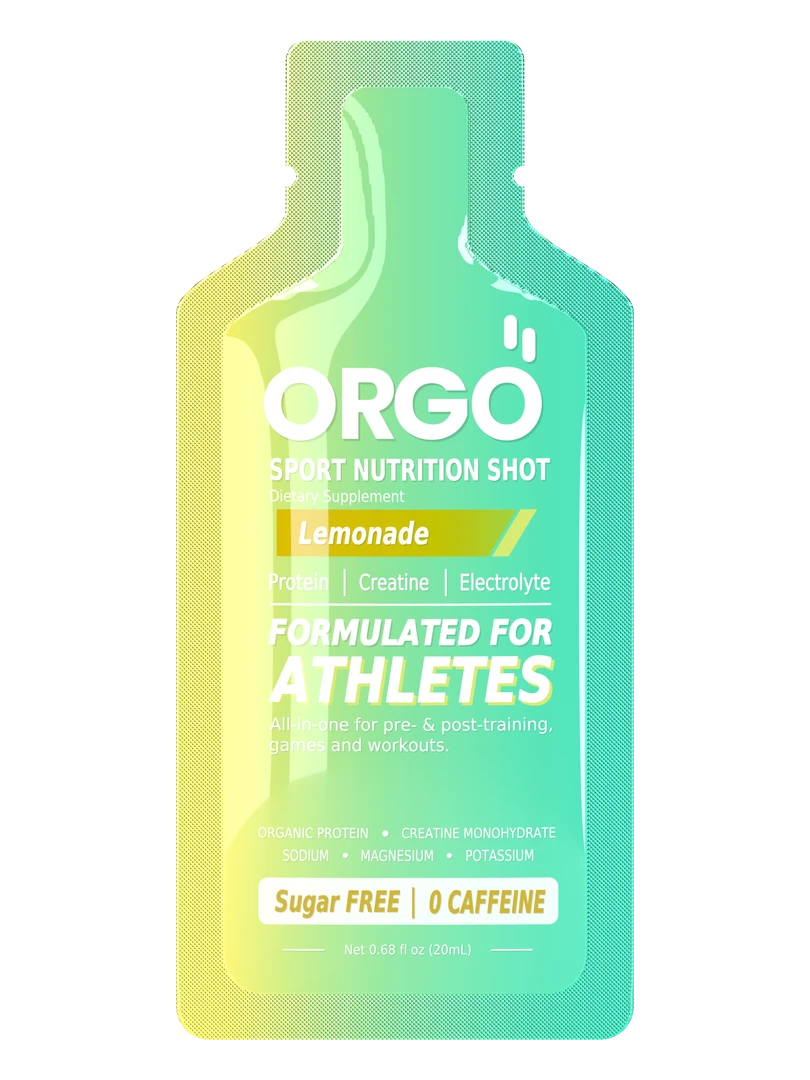 ORGÖ
SPORT NUTRITION SHOT
Dietary Supplement
Lemonade
Protein | Creatine | Electrolyte
FORMULATED FOR
ATHLETES
All-in-one for pre- & post-training,
games and workouts.
ORGANIC PROTEIN • CREATINE MONOHYDRATE
SODIUM • MAGNESIUM • POTASSIUM
Sugar FREE | 0 CAFFEINE
Net 0.68 fl oz (20mL)